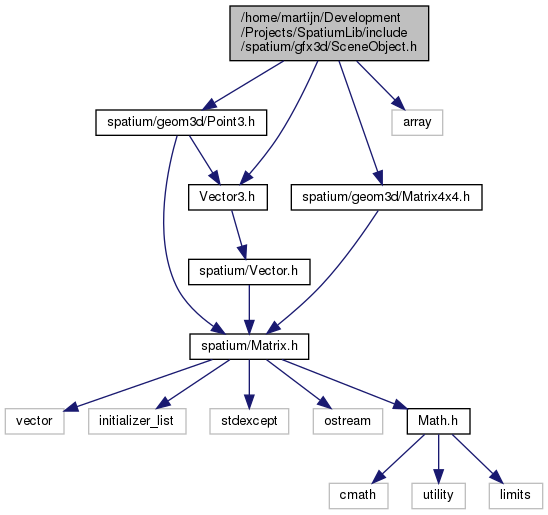 /home/martijn/Development
/Projects/SpatiumLib/include
/spatium/gfx3d/SceneObject.h
spatium/geom3d/Point3.h
array
Vector3.h
spatium/geom3d/Matrix4x4.h
spatium/Vector.h
spatium/Matrix.h
vector
initializer_list
stdexcept
ostream
Math.h
cmath
utility
limits